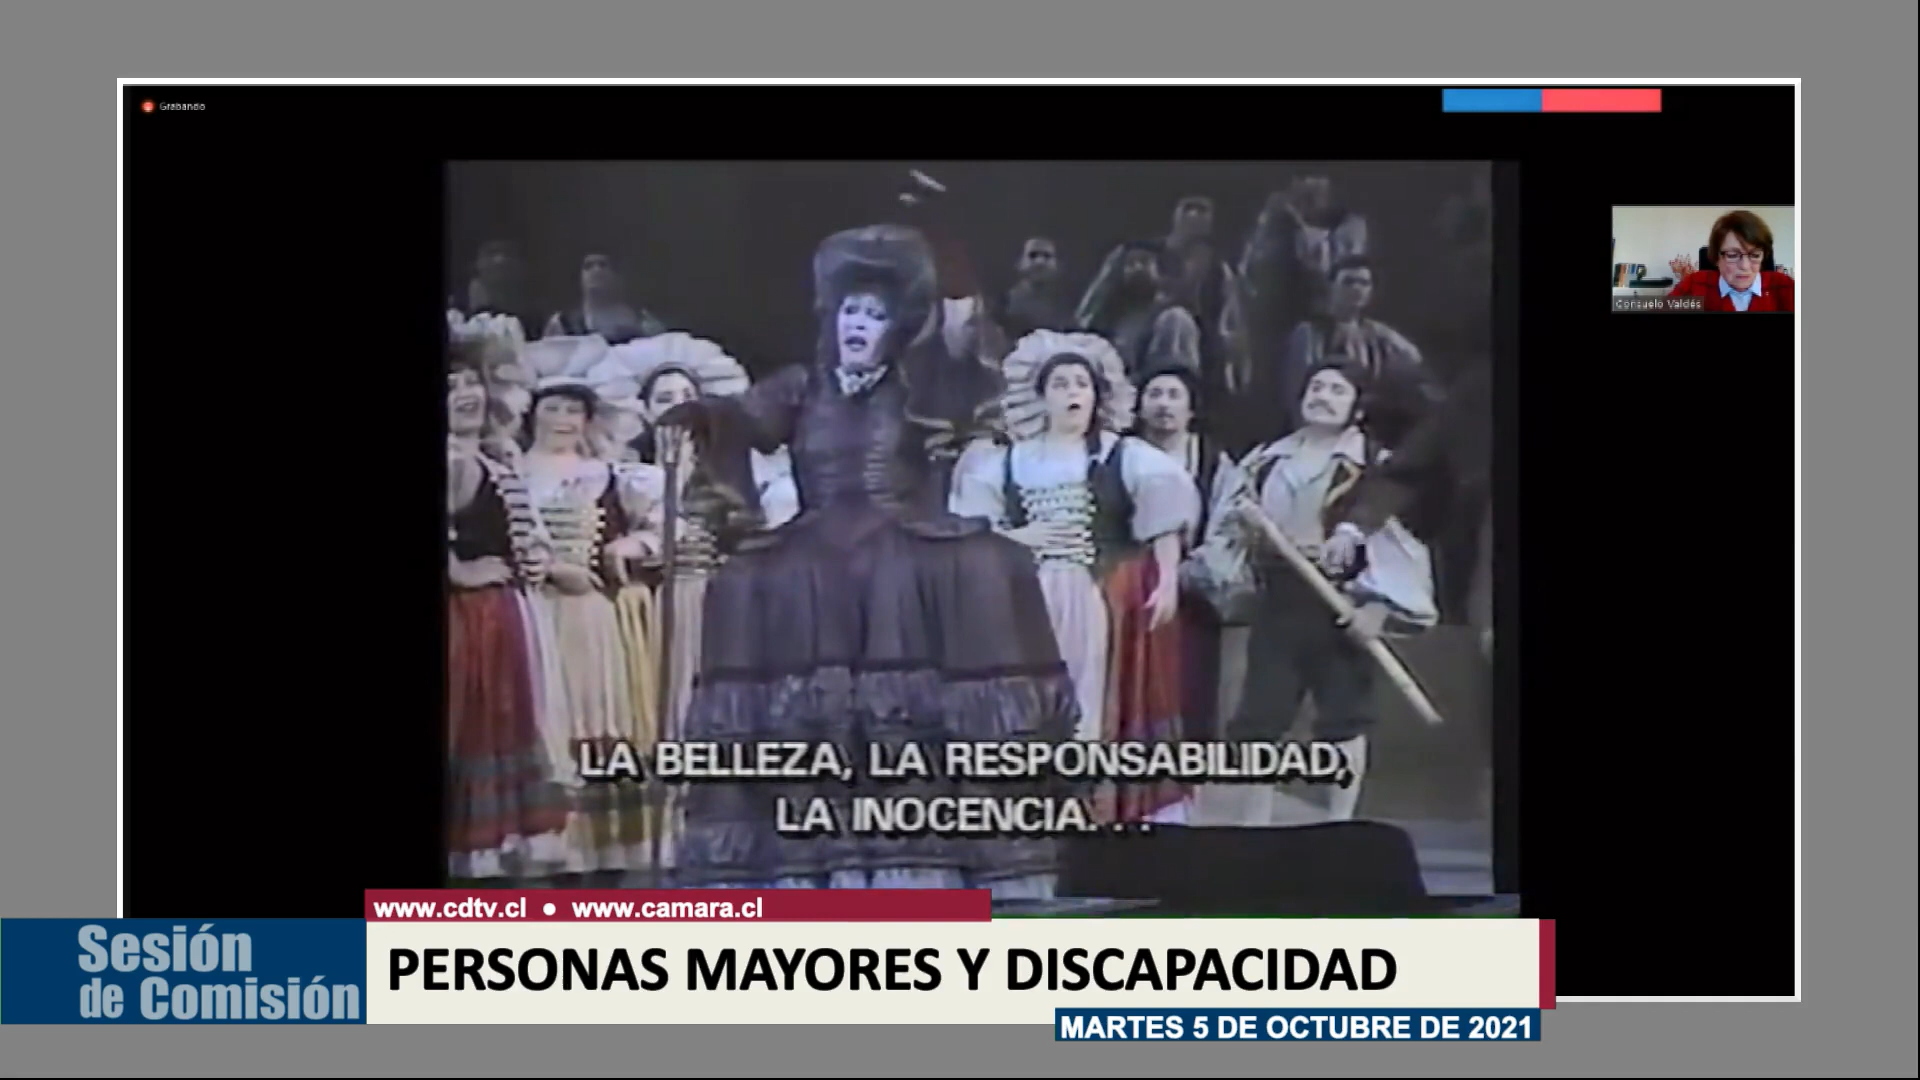 Grabando
Consuelo Valdés
LA BELLEZA, LA RESPONSABILIDAD,
LA INOCENCIA. . .
www.cdtv.cl • www.camara.cl
Sesión
de Comisión
PERSONAS MAYORES Y DISCAPACIDAD
MARTES 5 DE OCTUBRE DE 2021